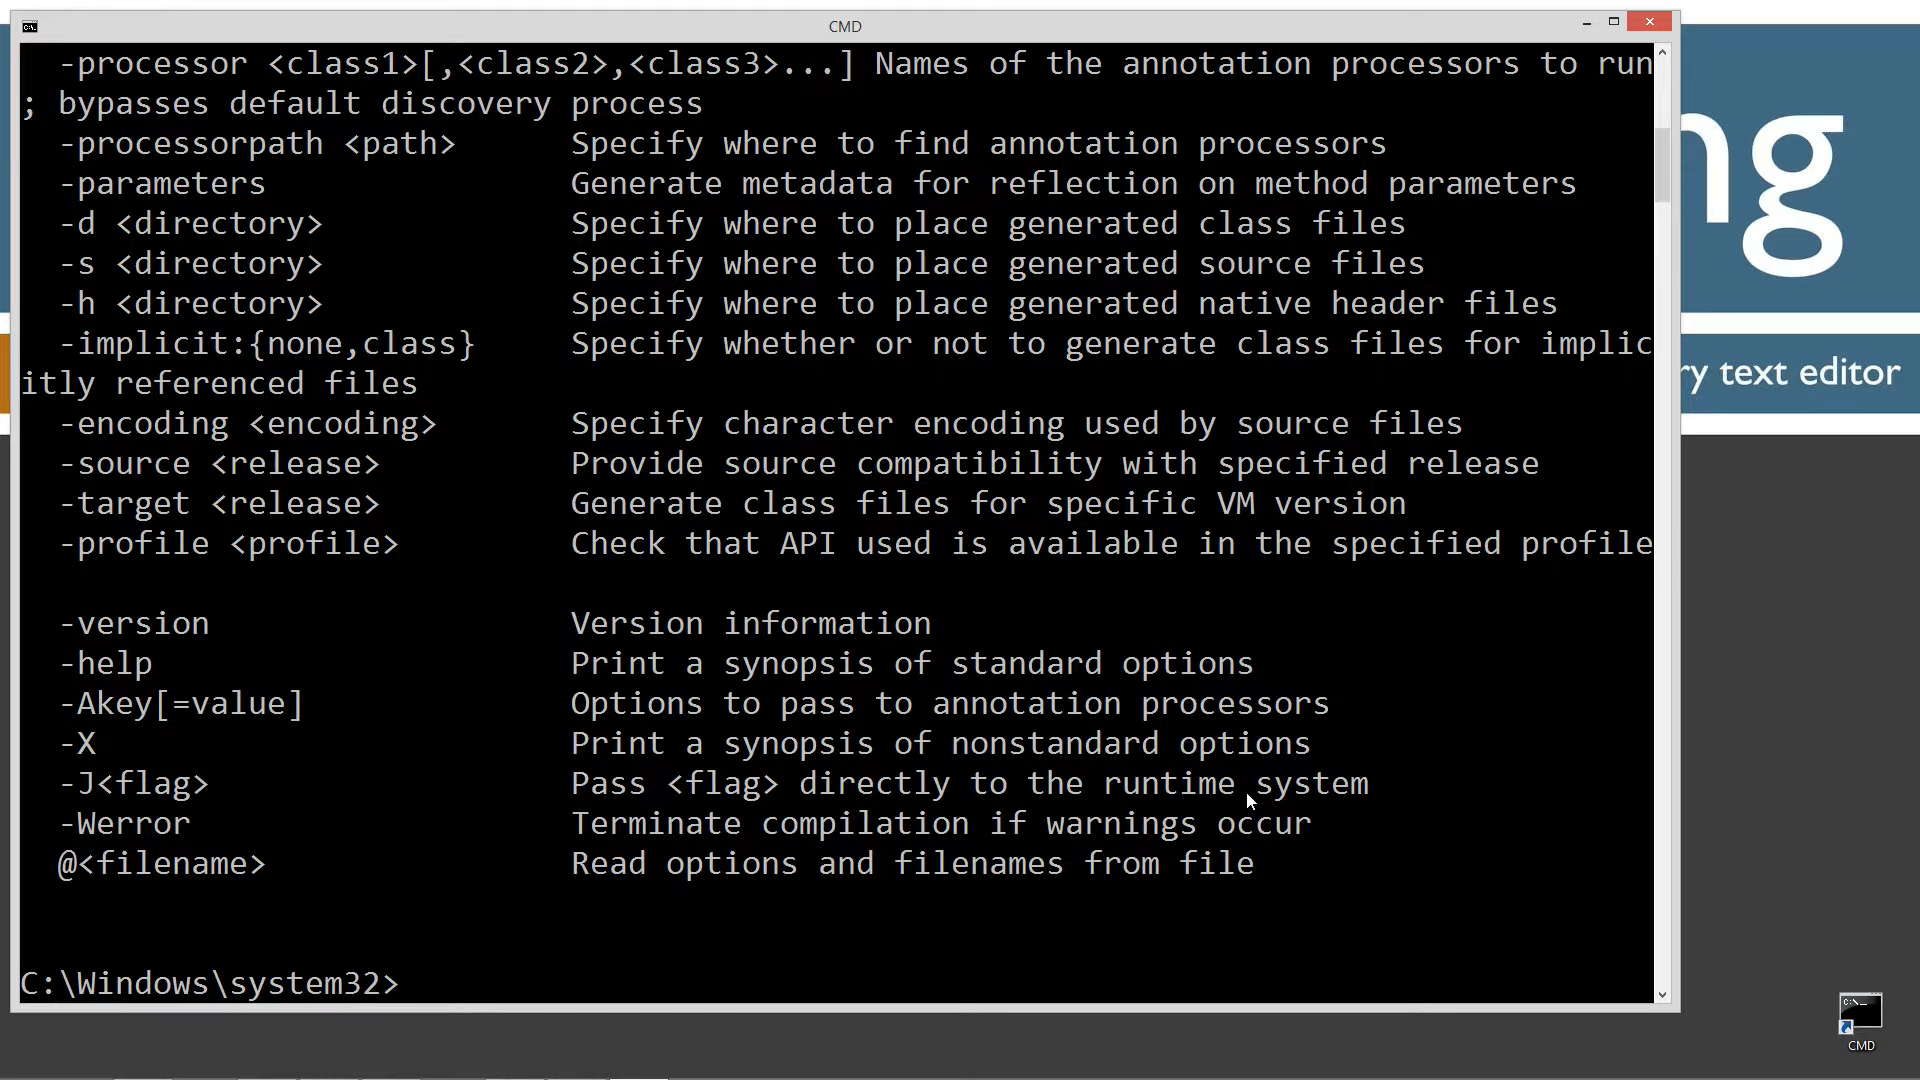 CMD
-processor <class1>[,<class2>,<class3>...] Names of the annotation processors to run
; bypasses default discovery process
-processorpath <path> Specify where to find annotation processors
-parameters Generate metadata for reflection on method parameters
-d <directory> Specify where to place generated class files
-s <directory> Specify where to place generated source files
-h <directory> Specify where to place generated native header files
-implicit:{none,class} Specify whether or not to generate class files for implic
itly referenced files
-encoding <encoding> Specify character encoding used by source files
-source <release> Provide source compatibility with specified release
-target <release> Generate class files for specific VM version
-profile <profile> Check that API used is available in the specified profile
-version Version information
-help Print a synopsis of standard options
-Akey[=value] Options to pass to annotation processors
-X Print a synopsis of nonstandard options
-J<flag> Pass <flag> directly to the runtime system
-Werror Terminate compilation if warnings occur
@<filename> Read options and filenames from file
C:\Windows\system32>
ng
ry text editor
CMD